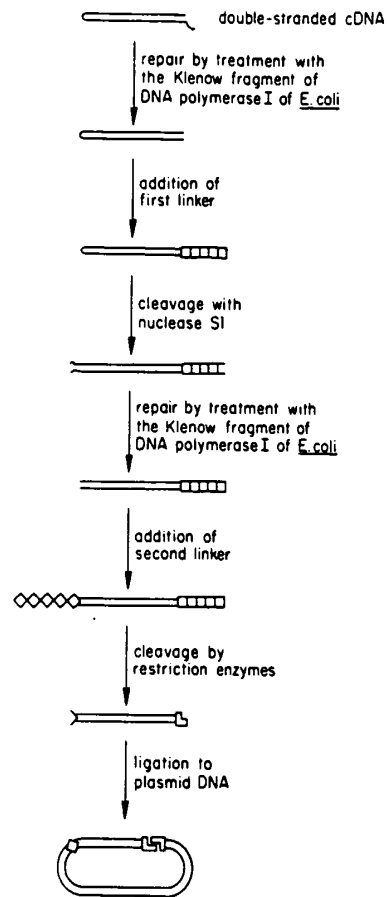 double-stranded cDNA
repair by treatment with
the Klenow fragment of
DNA polymerase I of E. coli
addition of
first linker
cleavage with
nuclease S1
repair by treatment with
the Klenow fragment of
DNA polymerase I of E. coli
addition of
second linker
cleavage by
restriction enzymes
ligation to
plasmid DNA